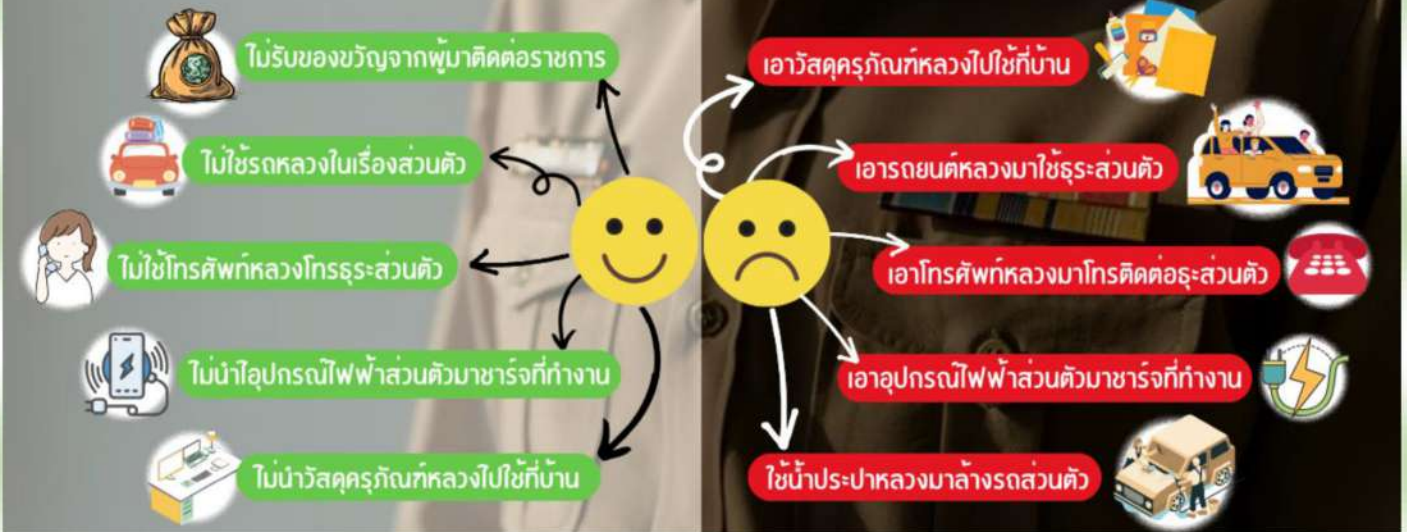 ไม่รับของขวัญจากผู้มาติดต่อราชการ
ไม่ใช้รถหลวงในเรื่องส่วนตัว
ไม่ใช้โทรศัพท์หลวงโทรธุระส่วนตัว
ไม่นำไอุปกรณ์ไฟฟ้าส่วนตัวมาชาร์จที่ทำงาน
ไม่นำวัสดุครุภัณฑ์หลวงไปใช้ที่บ้าน
เอาวัสดุครุภัณฑ์หลวงไปใช้ที่บ้าน
เอารถยนต์หลวงมาใช้ธุระส่วนตัว
เอาโทรศัพท์หลวงมาโทรติดต่อธุะส่วนตัว
เอาอุปกรณ์ไฟฟ้าส่วนตัวมาชาร์จที่ทำงาน
ใช้น้ำประปาหลวงมาล้างรถส่วนตัว